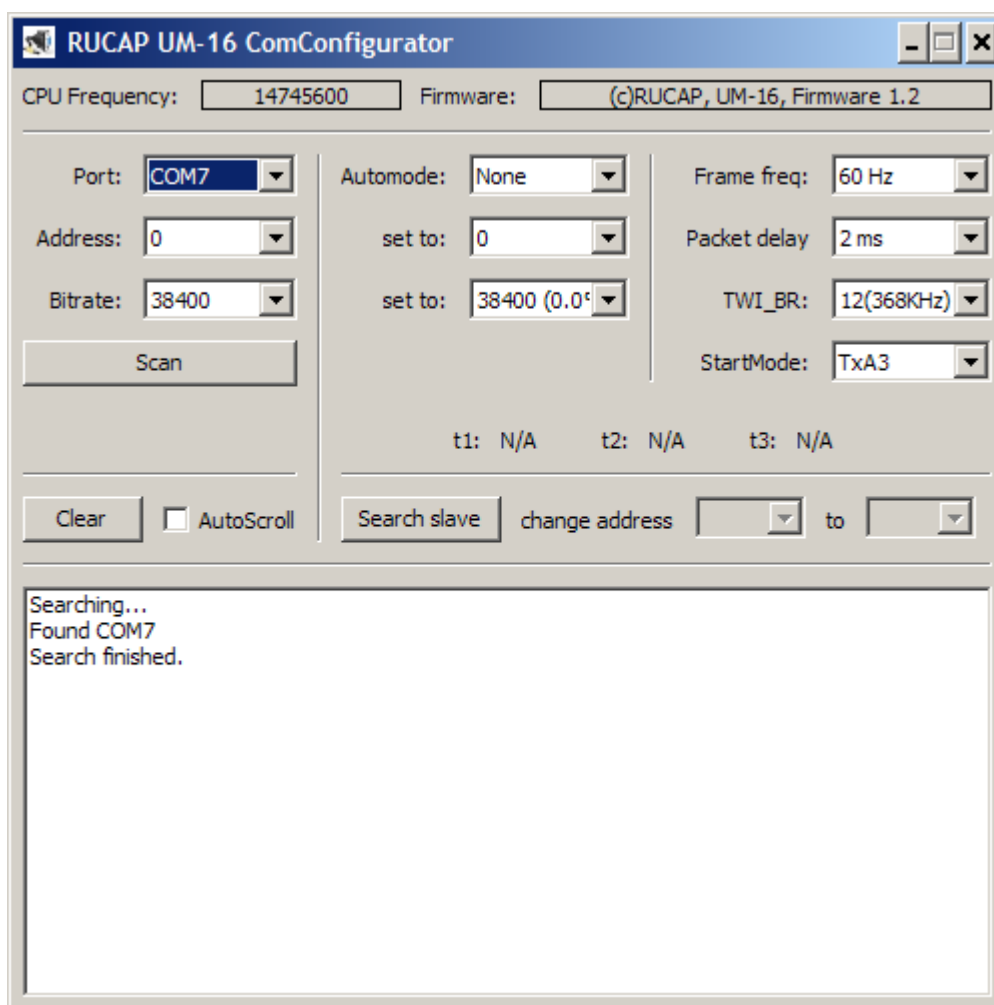 RUCAP UM-16 ComConfigurator
CPU Frequency: 14745600 Firmware: (c)RUCAP, UM-16, Firmware 1.2
Port: COM7 Automode: None Frame freq: 60 Hz
Address: 0 set to: 0 Packet delay 2 ms
Bitrate: 38400 set to: 38400 (0.0° TWI_BR: 12(368KHz)
Scan StartMode: TxA3
t1: N/A t2: N/A t3: N/A
Clear AutoScroll Search slave change address to
Searching...
Found COM7
Search finished.